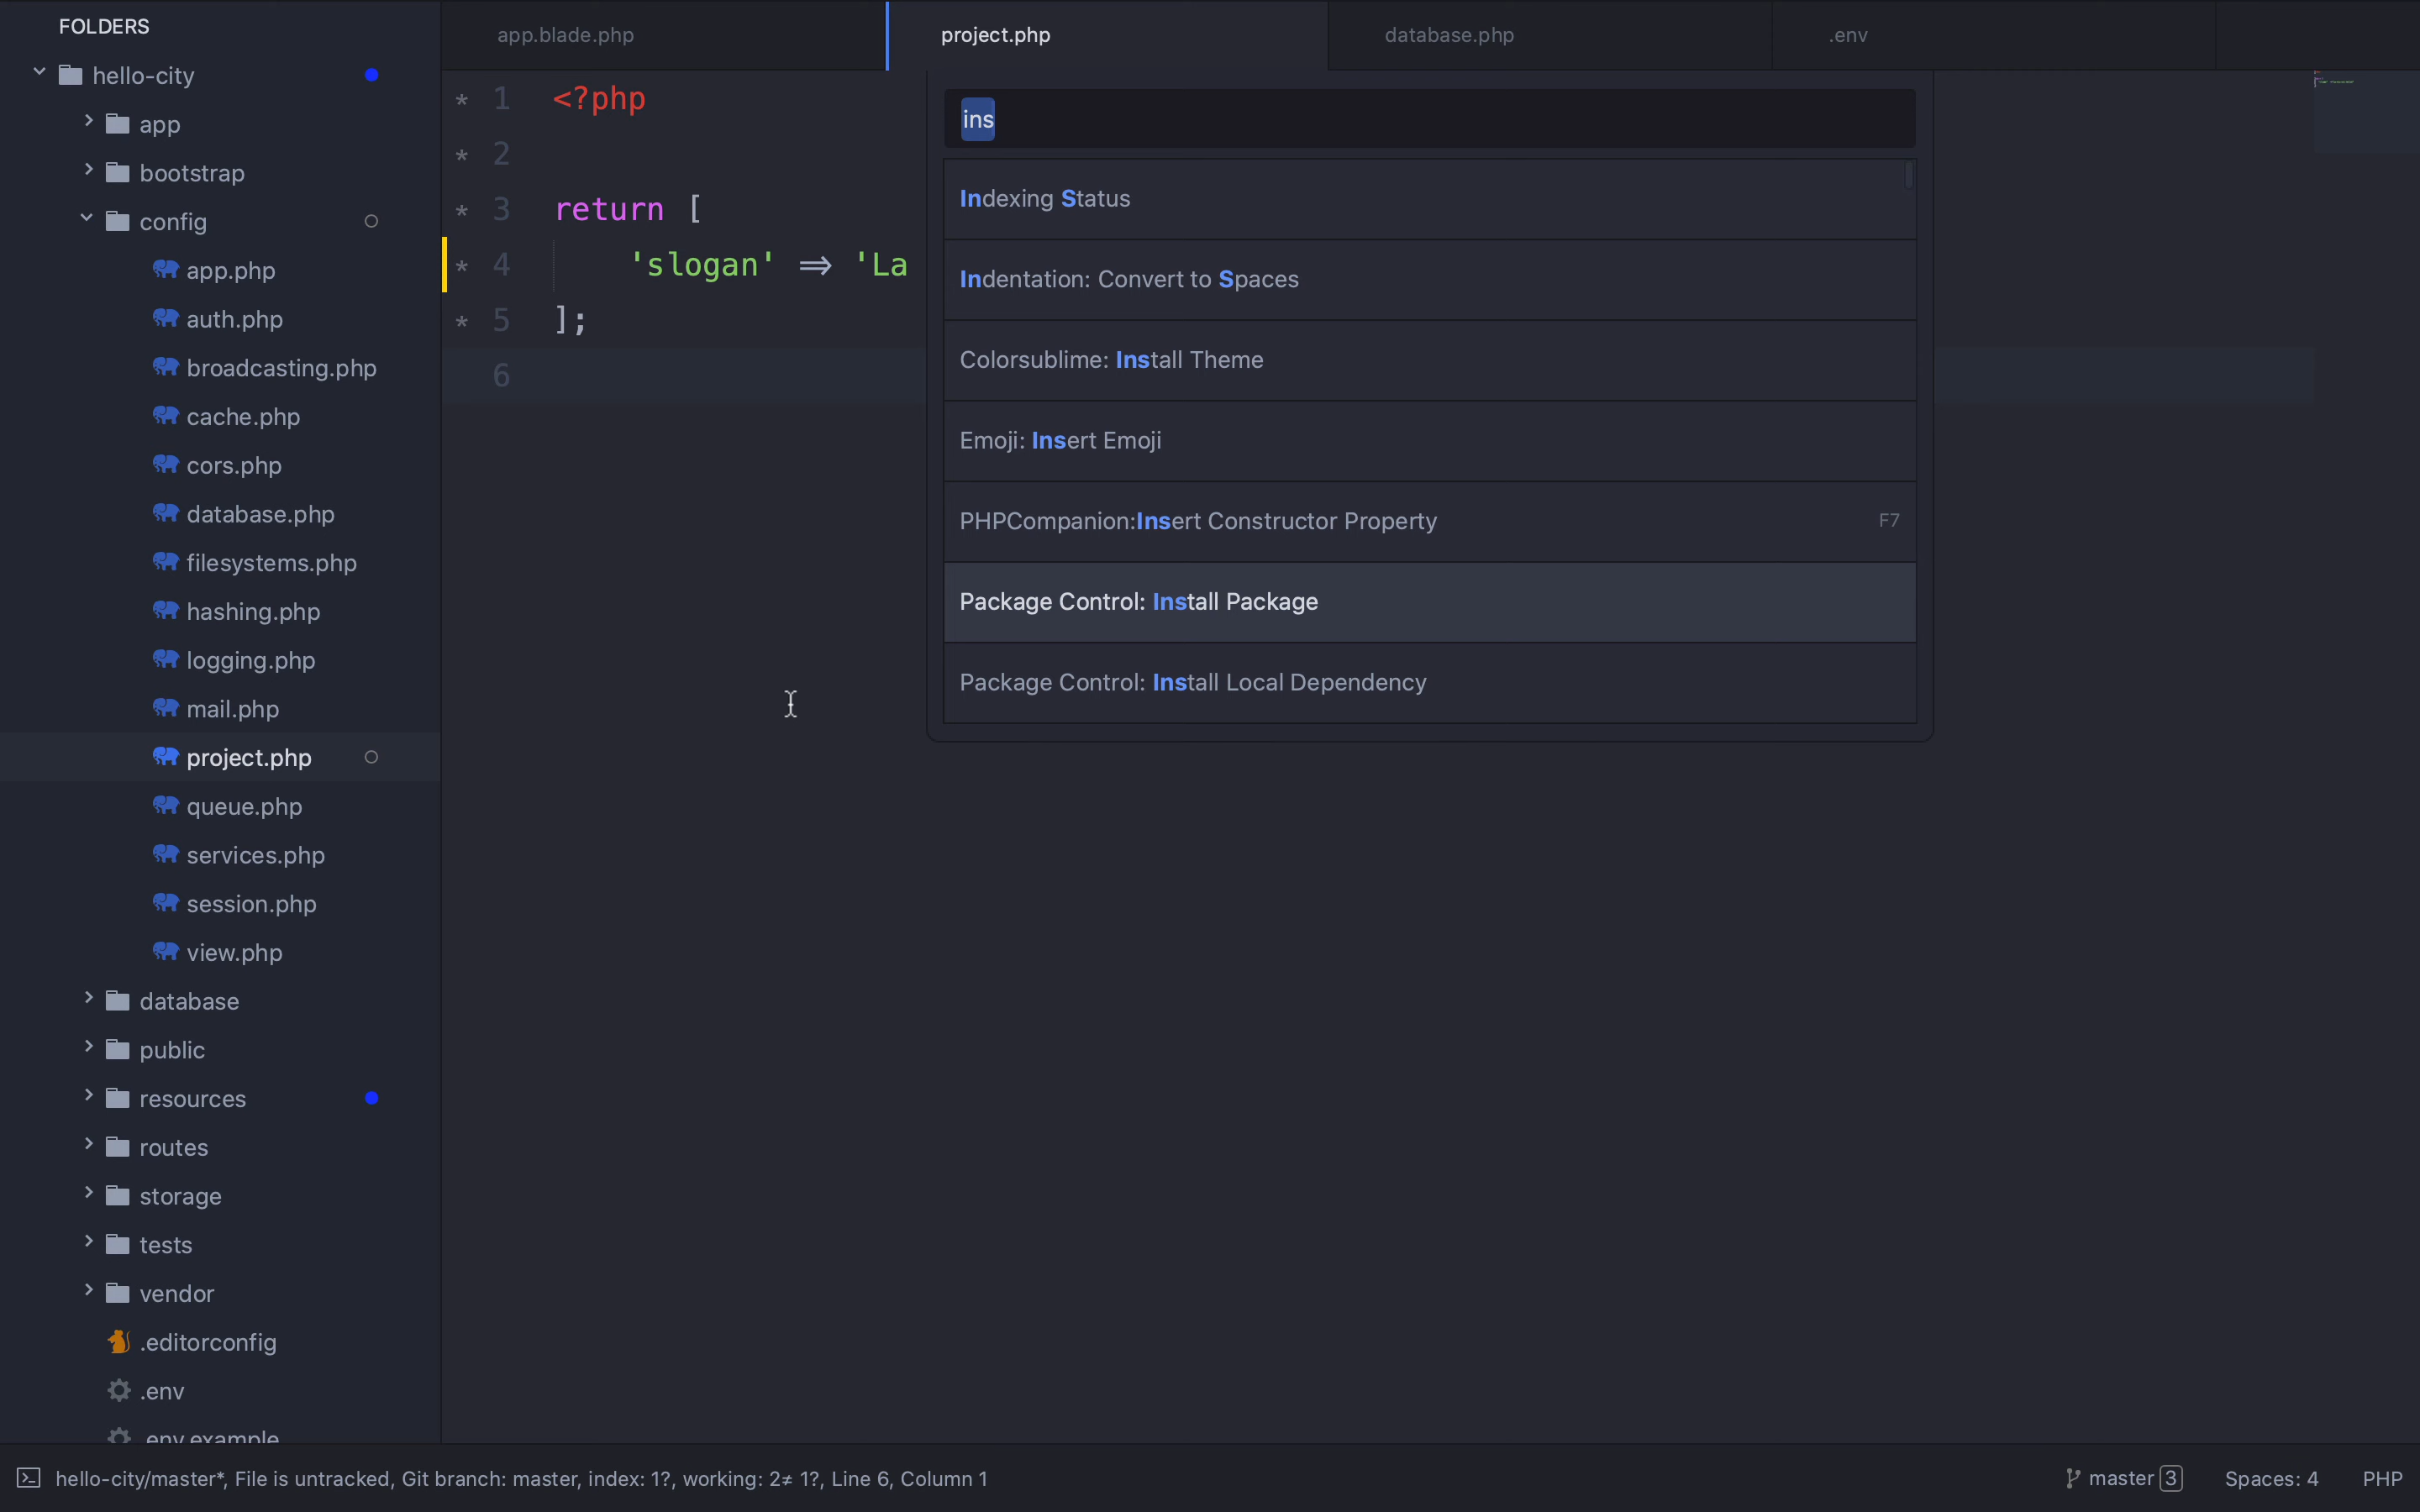 FOLDERS
hello-city
app
bootstrap
config
app.php
auth.php
broadcasting.php
cache.php
cors.php
database.php
filesystems.php
hashing.php
logging.php
mail.php
project.php
queue.php
services.php
session.php
view.php
database
public
resources
routes
storage
tests
vendor
.editorconfig
.env
.env.example
app.blade.php
project.php
database.php
.env
* 1 <?php
* 2
* 3 return [
* 4 'slogan' => 'La
* 5 ];
6
ins
Indexing Status
Indentation: Convert to Spaces
Colorsublime: Install Theme
Emoji: Insert Emoji
PHPCompanion:Insert Constructor Property F7
Package Control: Install Package
Package Control: Install Local Dependency
hello-city/master*, File is untracked, Git branch: master, index: 1?, working: 2≠ 1?, Line 6, Column 1
master 3
Spaces: 4
PHP